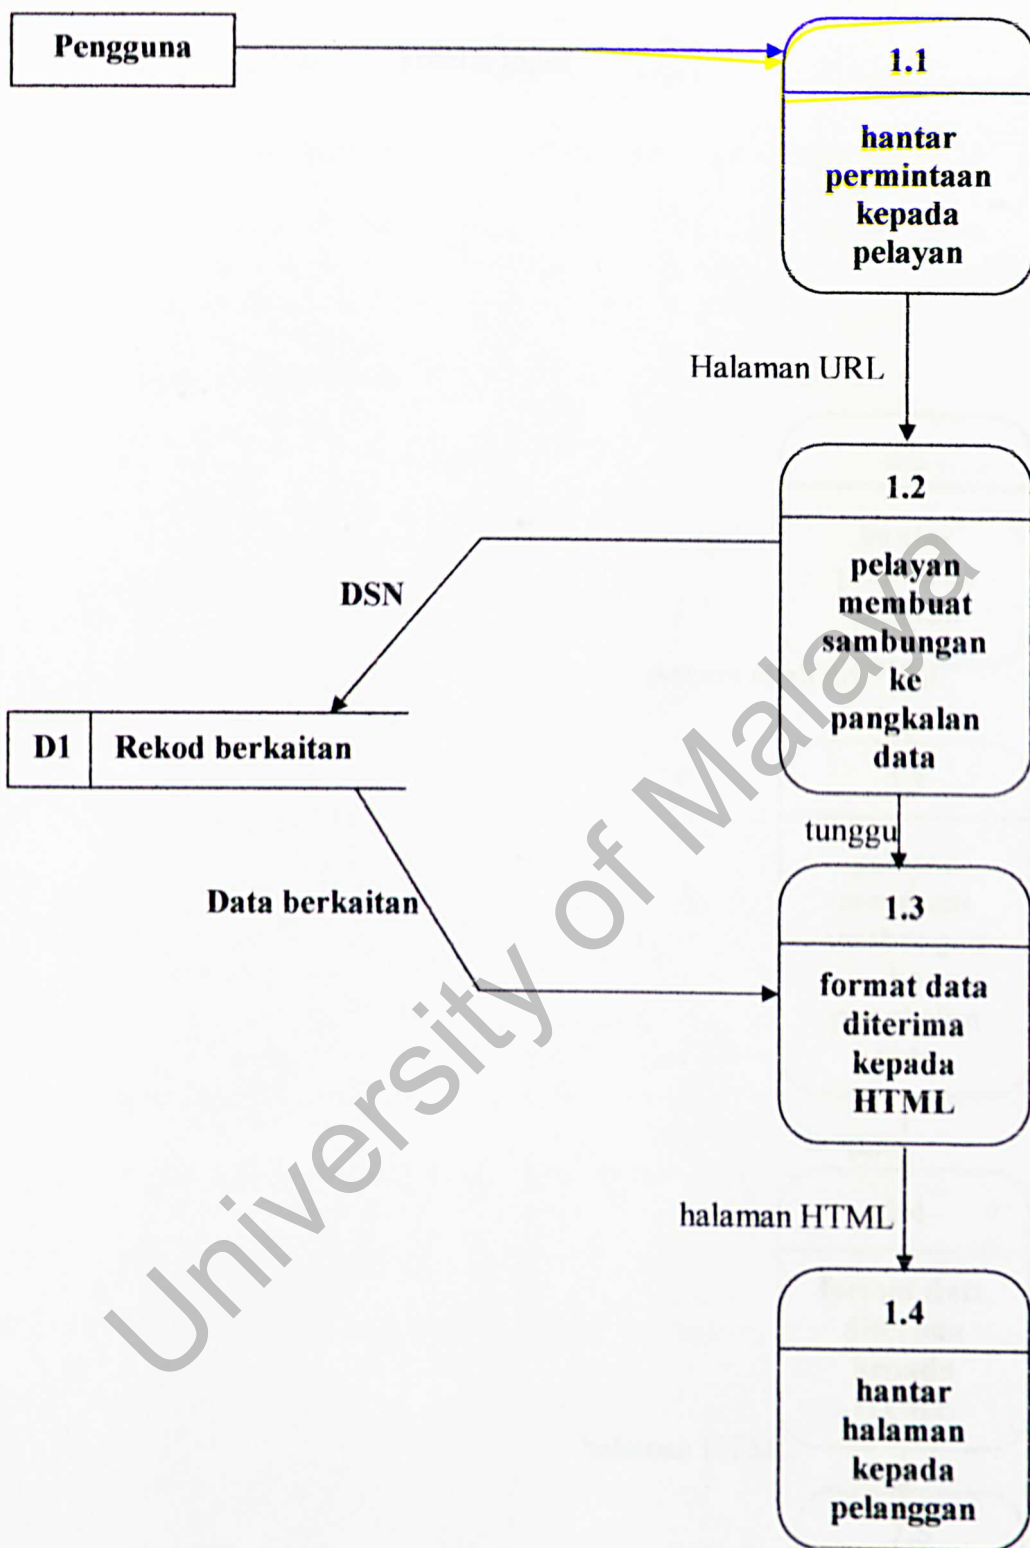 Pengguna
1.1
hantar
permintaan
kepada
pelayan
Halaman URL
1.2
pelayan
membuat
sambungan
ke
pangkalan
data
DSN
D1
Rekod berkaitan
tunggu
Data berkaitan
1.3
format data
diterima
kepada
HTML
halaman HTML
1.4
hantar
halaman
kepada
pelanggan
University of Malaya